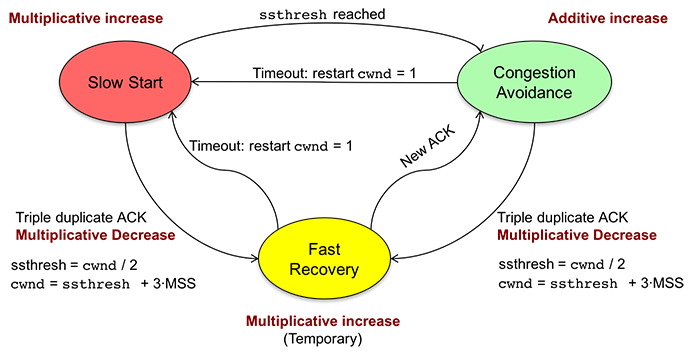 Multiplicative increase
ssthresh reached
Additive increase
Slow Start
Timeout: restart cwnd = 1
Congestion
Avoidance
Timeout: restart cwnd = 1
New ACK
Triple duplicate ACK
Multiplicative Decrease
ssthresh = cwnd / 2
cwnd = ssthresh + 3·MSS
Fast
Recovery
Triple duplicate ACK
Multiplicative Decrease
ssthresh = cwnd / 2
cwnd = ssthresh + 3·MSS
Multiplicative increase
(Temporary)